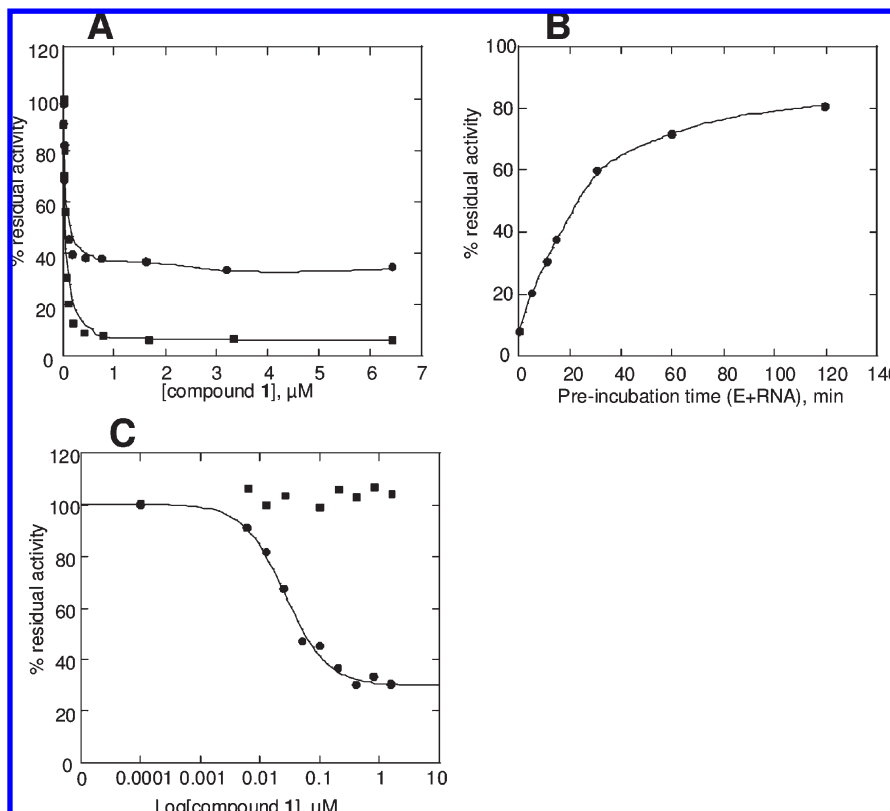 A
120
100
80
60
40
20
0
0 1 2 3 4 5 6 7
% residual activity
[compound 1], µM
B
100
80
60
40
20
0
0 20 40 60 80 100 120 140
% residual activity
Pre-incubation time (E+RNA), min
C
120
100
80
60
40
20
0
0 0.0001 0.001 0.01 0.1 1 10
% residual activity
Log[compound 1], µM